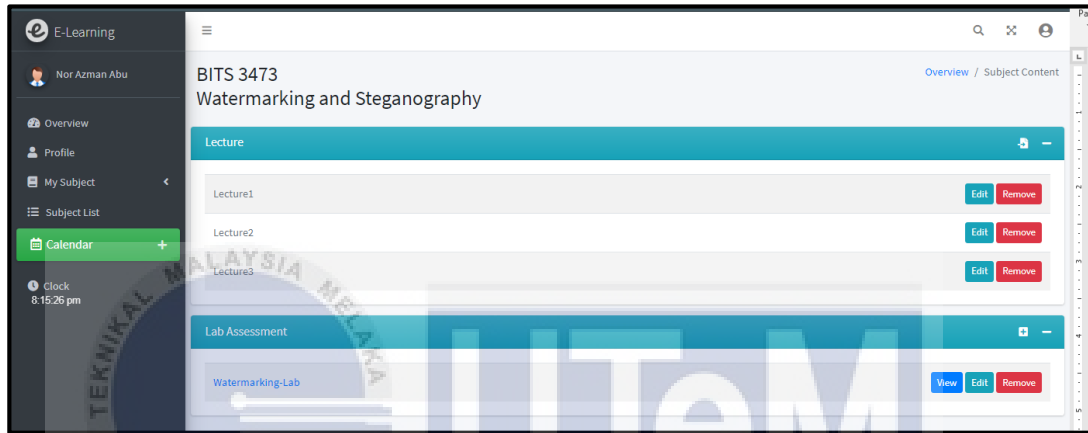 E-Learning
Nor Azman Abu
Overview
Profile
My Subject
Subject List
Calendar
Clock
8:15:26 pm
BITS 3473
Watermarking and Steganography
Overview / Subject Content
Lecture
Lecture1 Edit Remove
Lecture2 Edit Remove
Lecture3 Edit Remove
Lab Assessment
Watermarking-Lab View Edit Remove
TEKNIKAL MALAYSIA MELAKA
UTeM
Pa